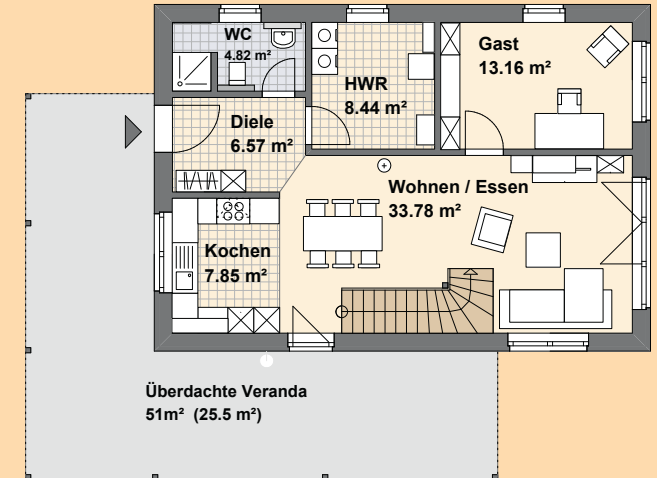 WC
4.82 m²
Gast
13.16 m²
HWR
8.44 m²
Diele
6.57 m²
Wohnen / Essen
33.78 m²
Kochen
7.85 m²
Überdachte Veranda
51m² (25.5 m²)